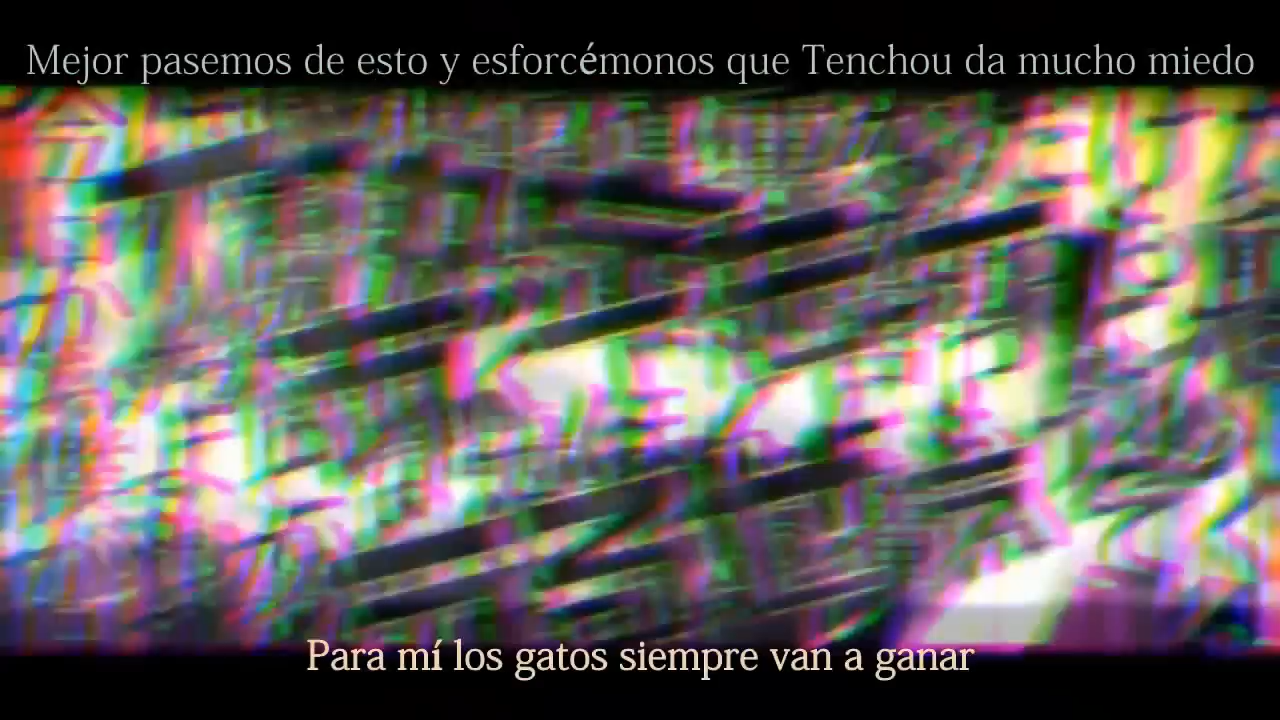 Mejor pasemos de esto y esforcémonos que Tenchou da mucho miedo
Para mí los gatos siempre van a ganar